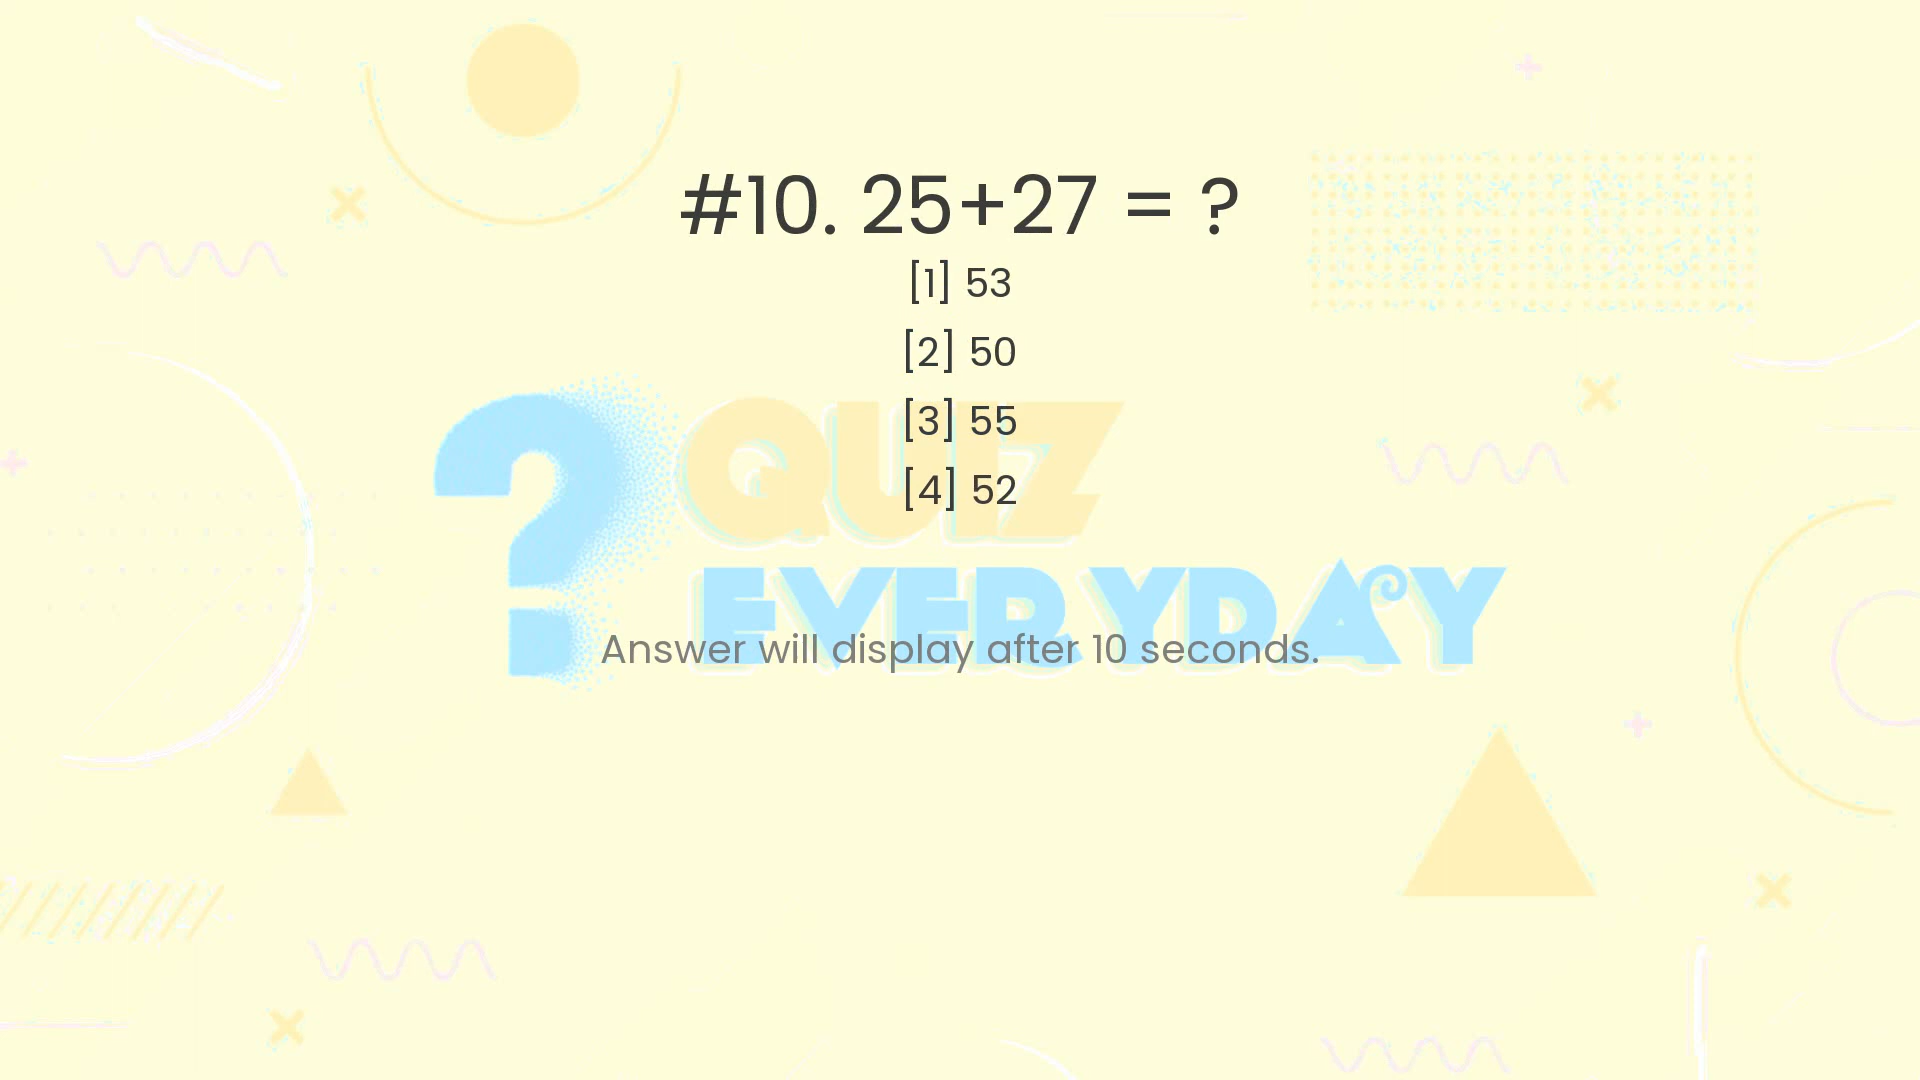 #10. 25+27 = ?
[1] 53
[2] 50
[3] 55
[4] 52
QUIZ
EVERYDAY
Answer will display after 10 seconds.